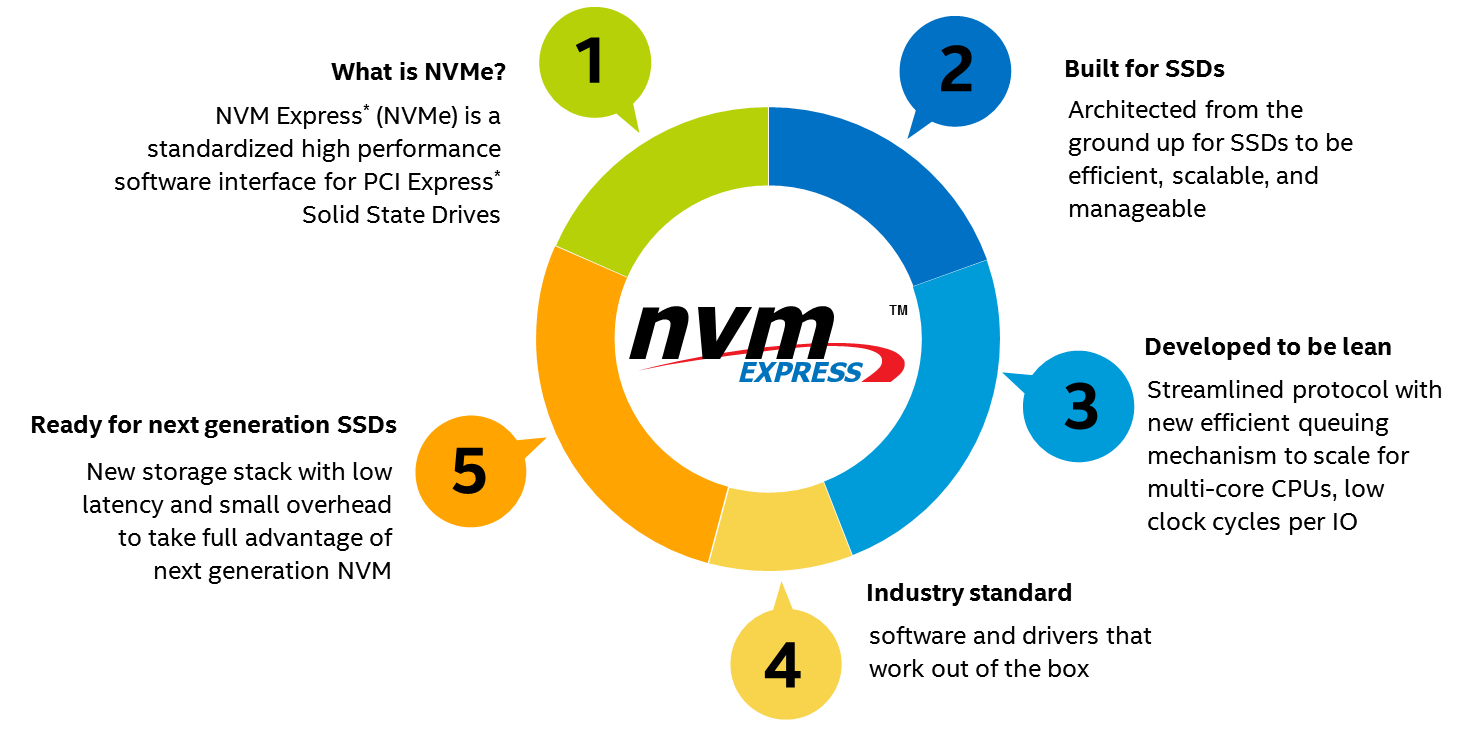 1
What is NVMe?
NVM Express* (NVMe) is a
standardized high performance
software interface for PCI Express*
Solid State Drives
2
Built for SSDs
Architected from the
ground up for SSDs to be
efficient, scalable, and
manageable
nvm TM
EXPRESS
3
Developed to be lean
Streamlined protocol with
new efficient queuing
mechanism to scale for
multi-core CPUs, low
clock cycles per IO
4
Industry standard
software and drivers that
work out of the box
5
Ready for next generation SSDs
New storage stack with low
latency and small overhead
to take full advantage of
next generation NVM